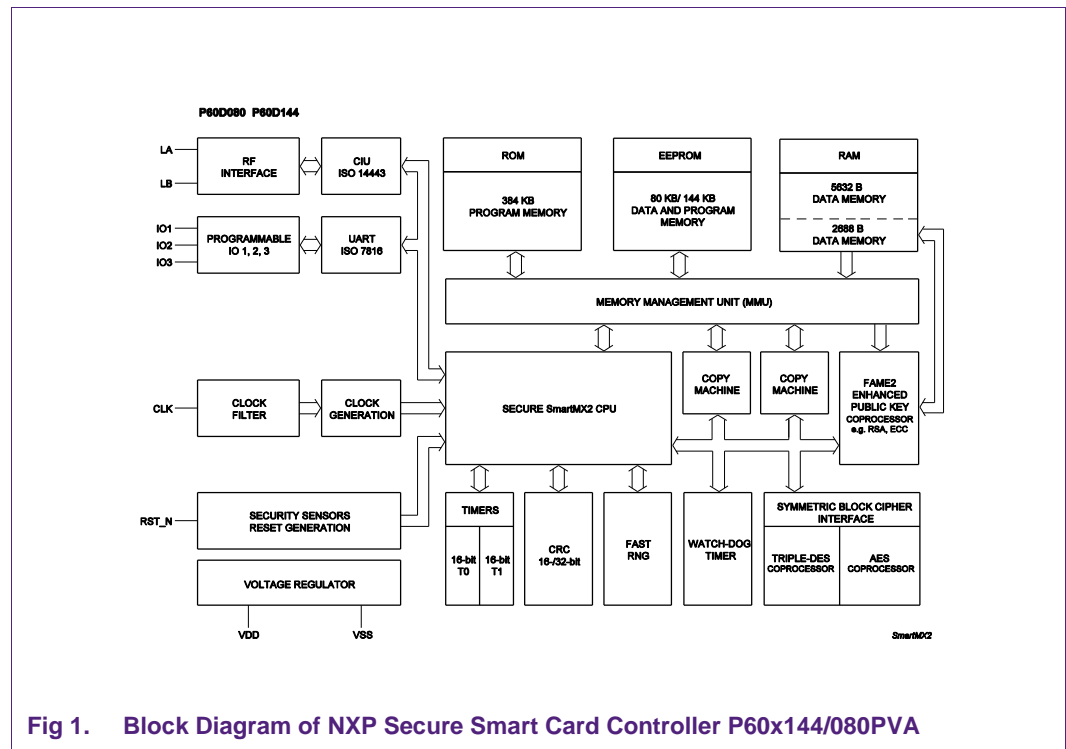 P60D080 P60D144
LA
LB
RF
INTERFACE
CIU
ISO 14443
IO1
IO2
IO3
PROGRAMMABLE
IO 1, 2, 3
UART
ISO 7816
ROM
384 KB
PROGRAM MEMORY
EEPROM
80 KB/ 144 KB
DATA AND PROGRAM
MEMORY
RAM
5632 B
DATA MEMORY
2688 B
DATA MEMORY
MEMORY MANAGEMENT UNIT (MMU)
CLK
CLOCK
FILTER
CLOCK
GENERATION
SECURE SmartMX2 CPU
COPY
MACHINE
COPY
MACHINE
FAME2
ENHANCED
PUBLIC KEY
COPROCESSOR
e.g. RSA, ECC
RST_N
SECURITY SENSORS
RESET GENERATION
TIMERS
16-bit
T0
16-bit
T1
CRC
16-/32-bit
FAST
RNG
WATCH-DOG
TIMER
SYMMETRIC BLOCK CIPHER
INTERFACE
TRIPLE-DES
COPROCESSOR
AES
COPROCESSOR
VOLTAGE REGULATOR
VDD
VSS
SmartMX2
Fig 1. Block Diagram of NXP Secure Smart Card Controller P60x144/080PVA